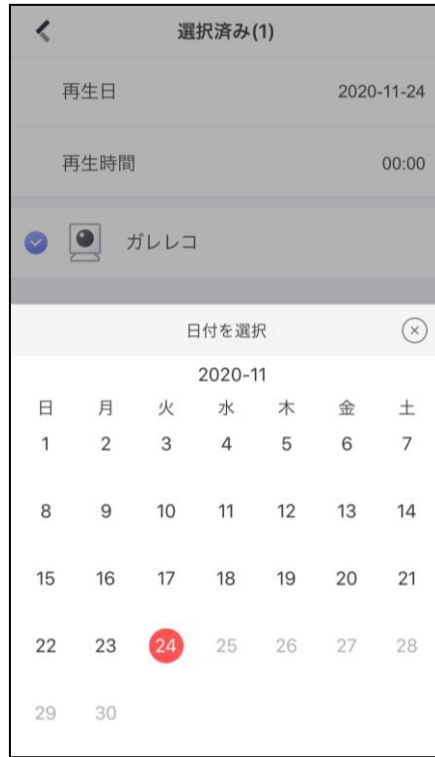 選択済み(1)
再生日 2020-11-24
再生時間 00:00
ガレレコ
日付を選択
2020-11
日 月 火 水 木 金 土
1 2 3 4 5 6 7
8 9 10 11 12 13 14
15 16 17 18 19 20 21
22 23 24 25 26 27 28
29 30